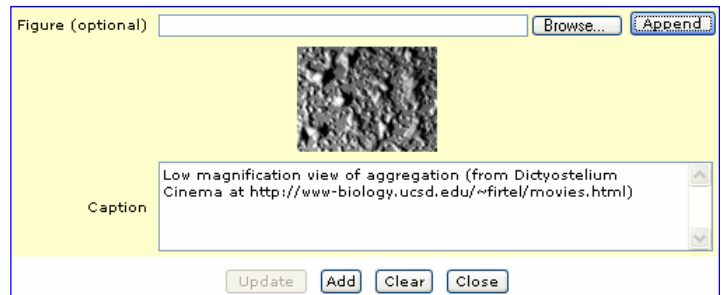 Figure (optional) Browse... Append
Low magnification view of aggregation (from Dictyostelium
Cinema at http://www-biology.ucsd.edu/~firtel/movies.html)
Caption
Update Add Clear Close